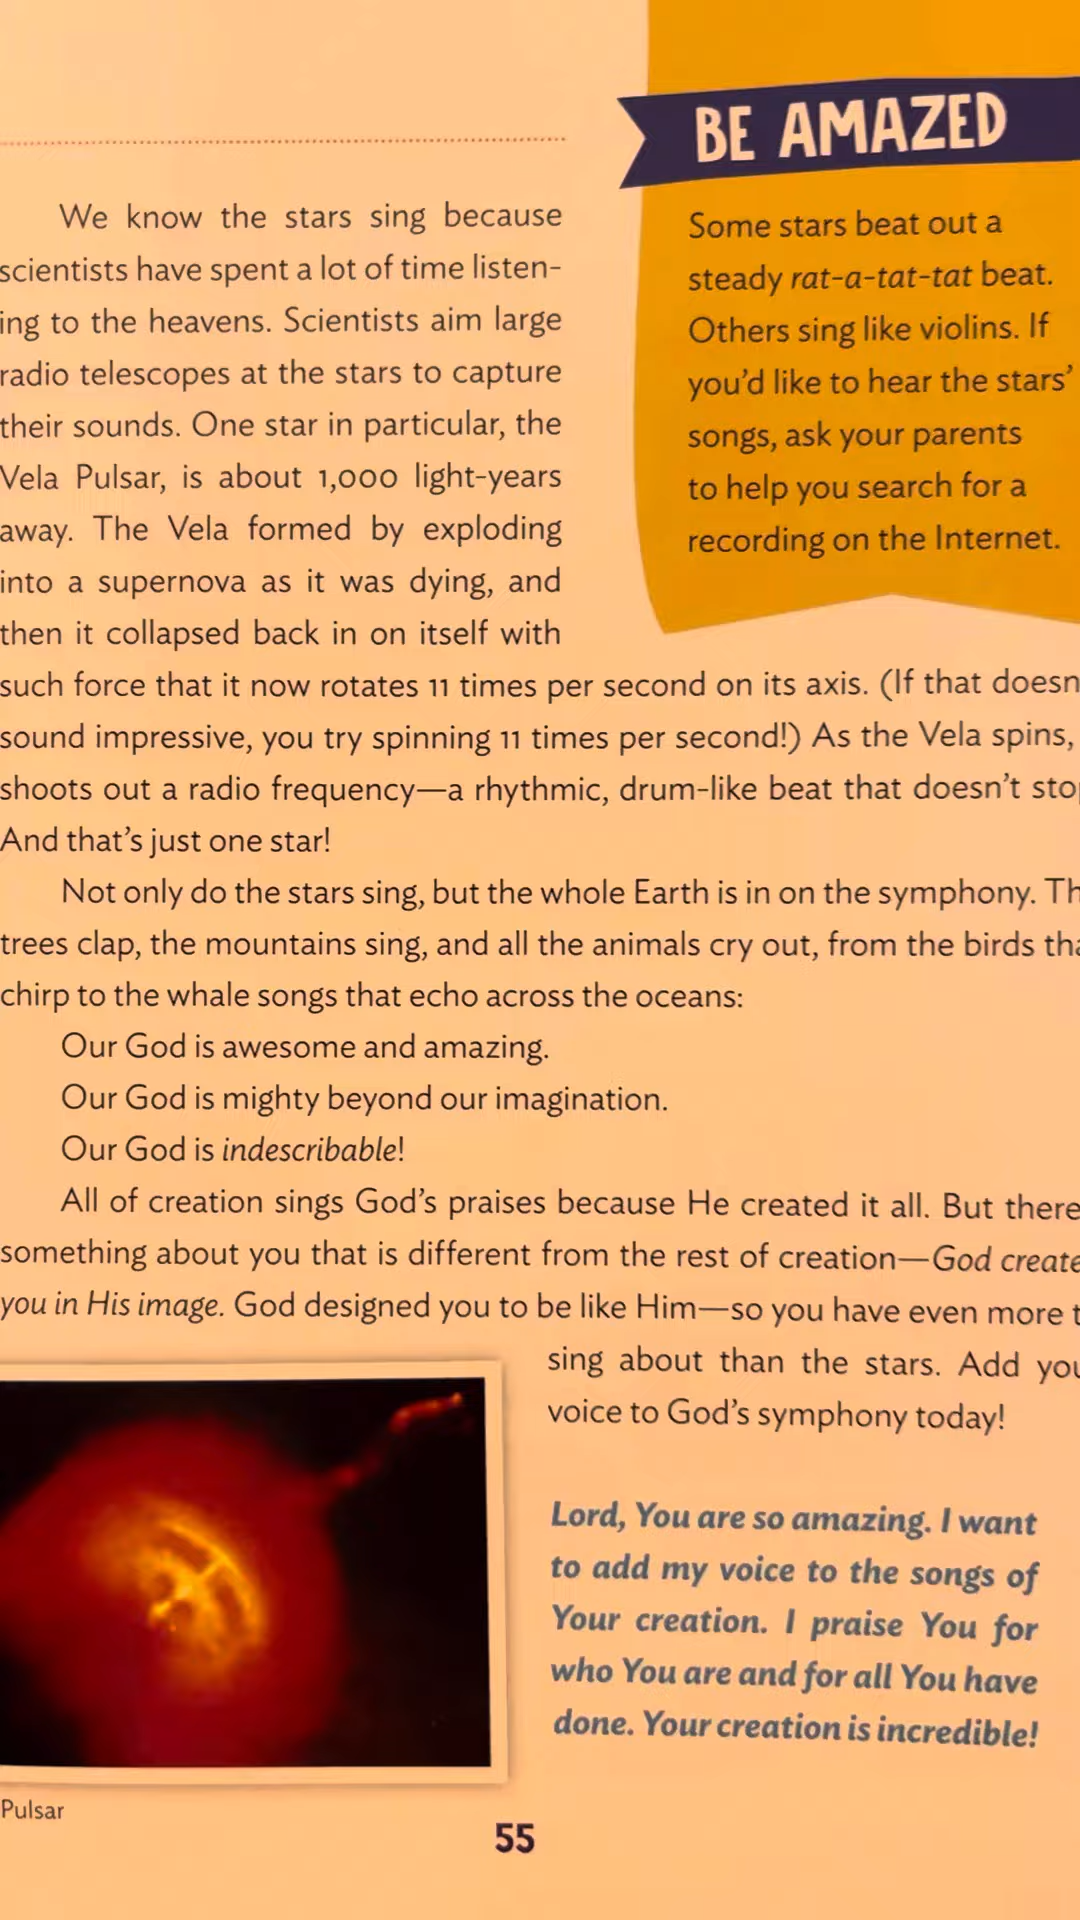 BE AMAZED
Some stars beat out a
steady rat-a-tat-tat beat.
Others sing like violins. If
you'd like to hear the stars'
songs, ask your parents
to help you search for a
recording on the Internet.
We know the stars sing because
scientists have spent a lot of time listen-
ing to the heavens. Scientists aim large
radio telescopes at the stars to capture
their sounds. One star in particular, the
Vela Pulsar, is about 1,000 light-years
away. The Vela formed by exploding
into a supernova as it was dying, and
then it collapsed back in on itself with
such force that it now rotates 11 times per second on its axis. (If that doesn
sound impressive, you try spinning 11 times per second!) As the Vela spins,
shoots out a radio frequency—a rhythmic, drum-like beat that doesn't stop
And that's just one star!
Not only do the stars sing, but the whole Earth is in on the symphony. Th
trees clap, the mountains sing, and all the animals cry out, from the birds tha
chirp to the whale songs that echo across the oceans:
Our God is awesome and amazing.
Our God is mighty beyond our imagination.
Our God is indescribable!
All of creation sings God's praises because He created it all. But there
something about you that is different from the rest of creation—God create
you in His image. God designed you to be like Him—so you have even more t
sing about than the stars. Add you
voice to God's symphony today!
Lord, You are so amazing. I want
to add my voice to the songs of
Your creation. I praise You for
who You are and for all You have
done. Your creation is incredible!
Pulsar
55